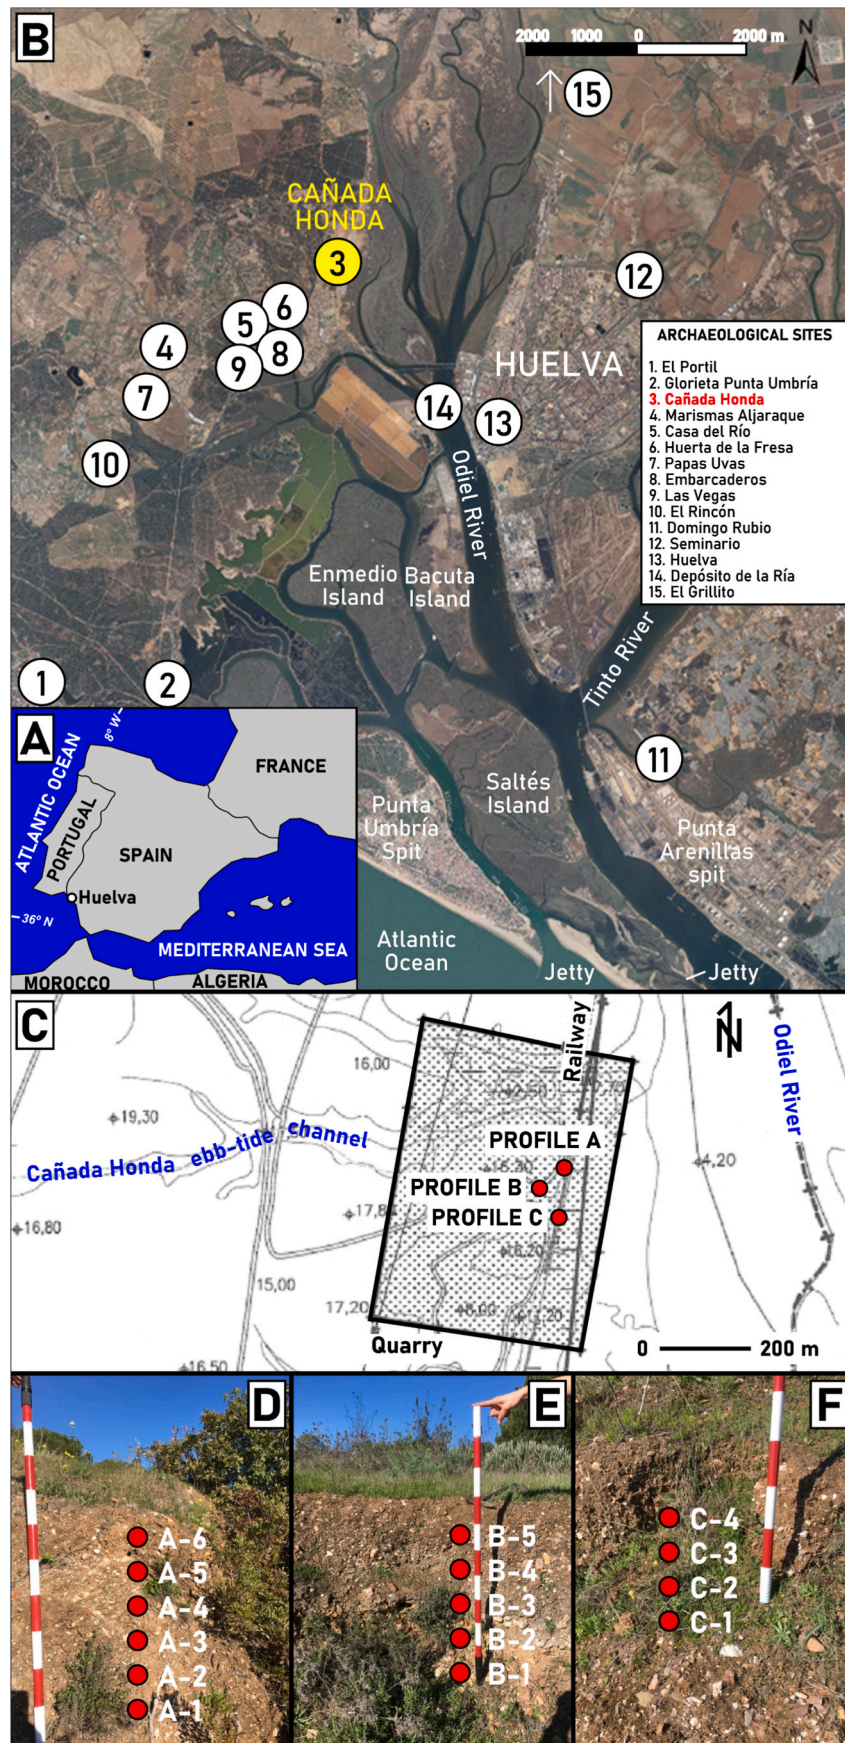 B
2000 1000 0 2000 m
N
15
CAÑADA
HONDA
3
12
6
5
4
8
9
HUELVA
7
14
13
10
ARCHAEOLOGICAL SITES
1. El Portil
2. Glorieta Punta Umbría
3. Cañada Honda
4. Marismas Aljaraque
5. Casa del Río
6. Huerta de la Fresa
7. Papas Uvas
8. Embarcaderos
9. Las Vegas
10. El Rincón
11. Domingo Rubio
12. Seminario
13. Huelva
14. Depósito de la Ría
15. El Grillito
Odiel River
Enmedio
Island
Bacuta
Island
Tinto River
1
2
11
Saltés
Island
Punta
Umbría
Spit
Punta
Arenillas
spit
Atlantic
Ocean
Jetty
Jetty
A
8º W
ATLANTIC OCEAN
FRANCE
PORTUGAL
SPAIN
Huelva
36º N
MEDITERRANEAN SEA
MOROCCO
ALGERIA
C
Railway
N
Odiel River
16,00
19,30
Cañada Honda ebb-tide channel
PROFILE A
16,30
4,20
PROFILE B
PROFILE C
17,8
16,80
16,20
15,00
17,20
8,00
11,20
Quarry
0 200 m
16,50
D
A-6
A-5
A-4
A-3
A-2
A-1
E
B-5
B-4
B-3
B-2
B-1
F
C-4
C-3
C-2
C-1